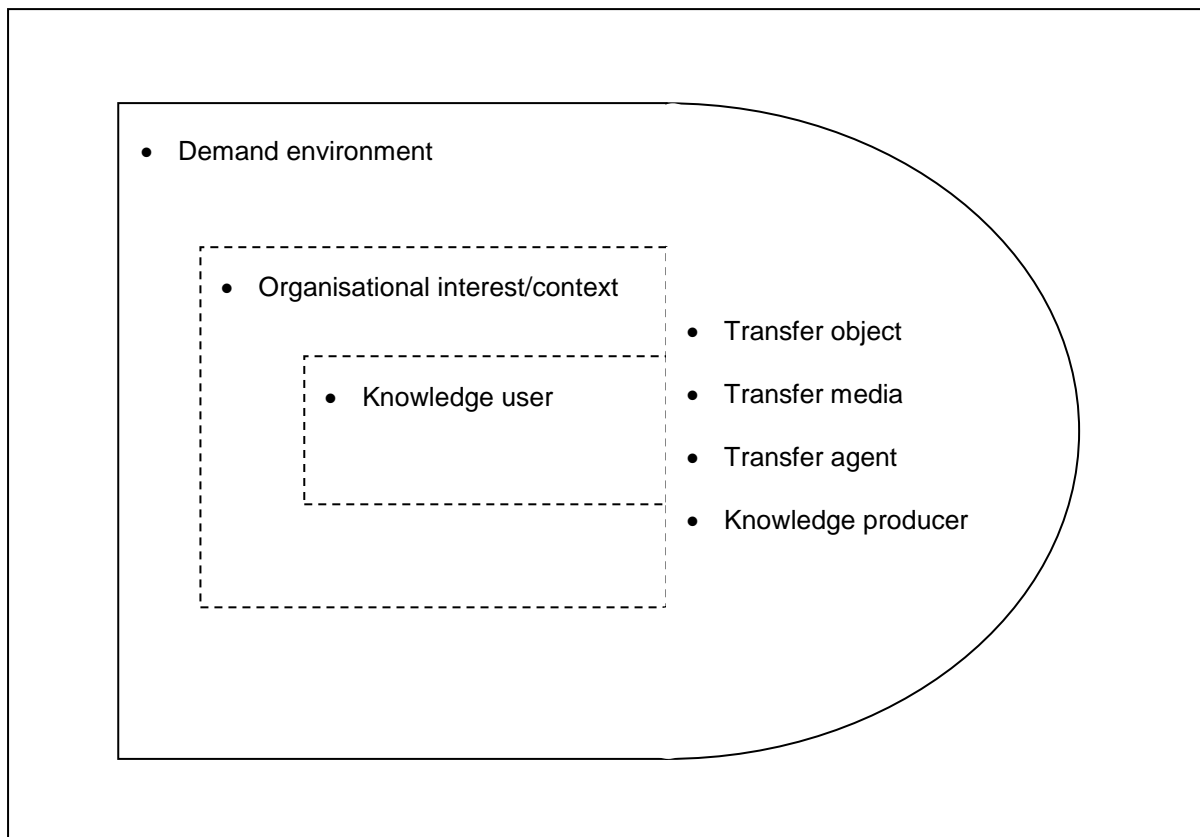 • Demand environment
• Organisational interest/context
• Transfer object
• Knowledge user
• Transfer media
• Transfer agent
• Knowledge producer